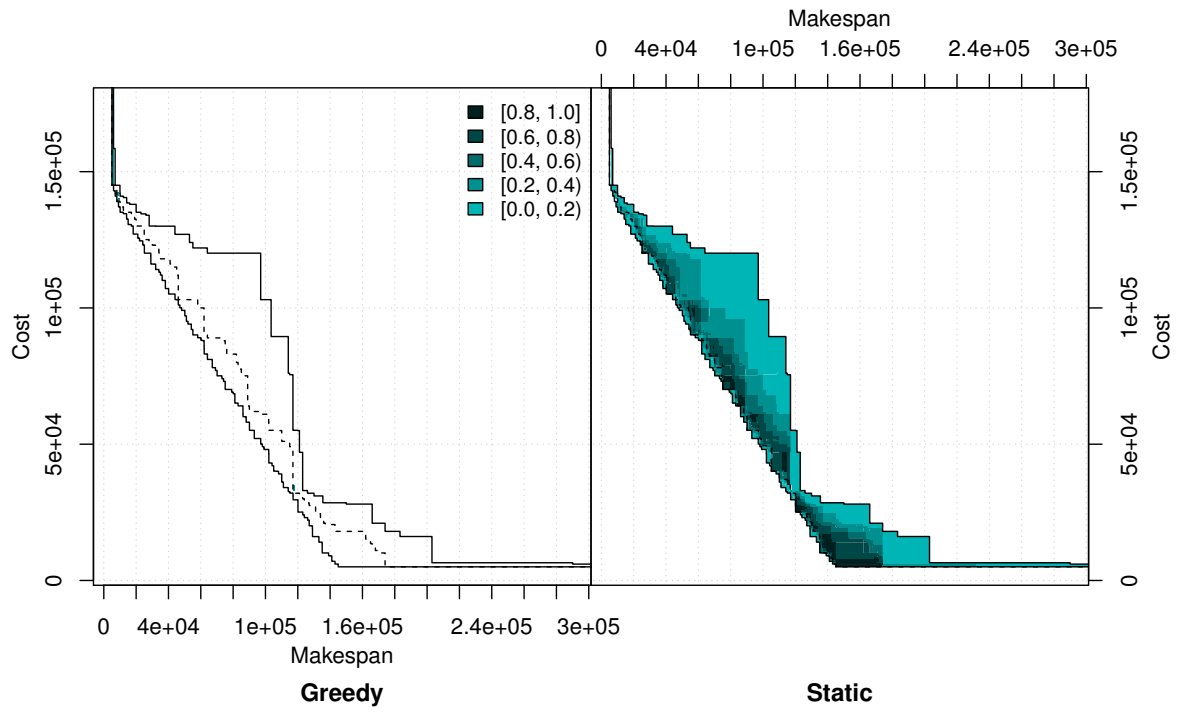 Makespan
0 4e+04 1e+05 1.6e+05 2.4e+05 3e+05
[0.8, 1.0]
[0.6, 0.8)
[0.4, 0.6)
[0.2, 0.4)
[0.0, 0.2)
Cost
0 5e+04 1e+05 1.5e+05
0 5e+04 1e+05 1.5e+05
Cost
0 4e+04 1e+05 1.6e+05 2.4e+05 3e+05
Makespan
Greedy
Static